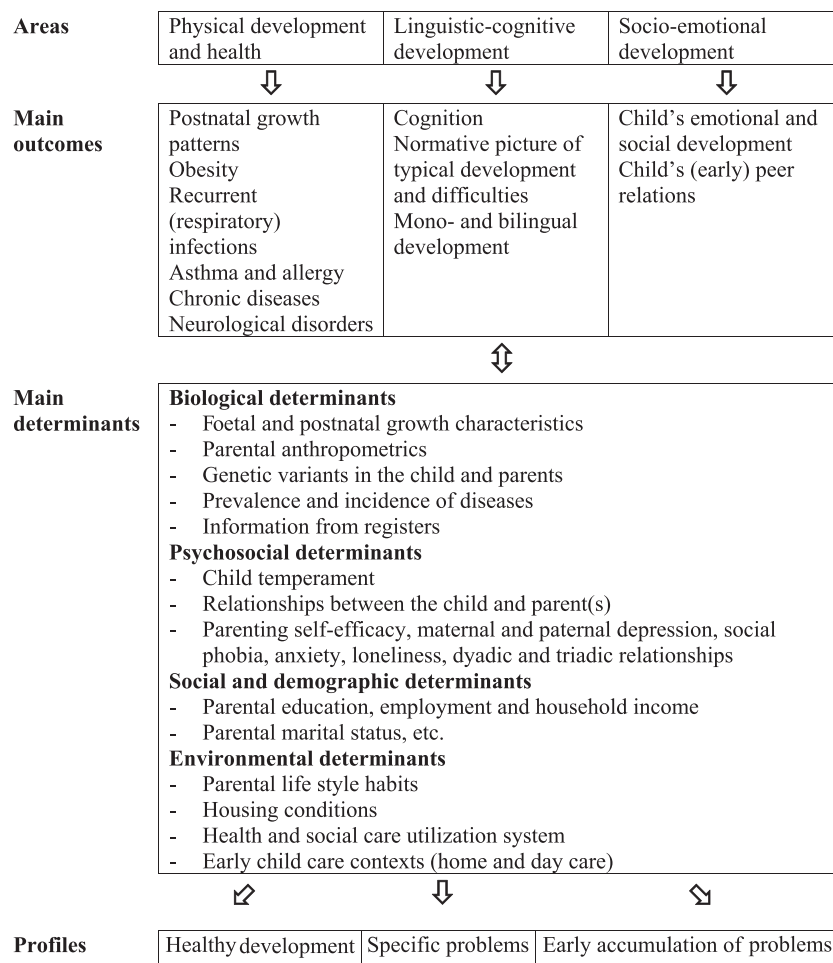 Areas
Physical development
and health
Linguistic-cognitive
development
Socio-emotional
development
Main
outcomes
Postnatal growth
patterns
Obesity
Recurrent
(respiratory)
infections
Asthma and allergy
Chronic diseases
Neurological disorders
Cognition
Normative picture of
typical development
and difficulties
Mono- and bilingual
development
Child's emotional and
social development
Child's (early) peer
relations
Main
determinants
Biological determinants
- Foetal and postnatal growth characteristics
- Parental anthropometrics
- Genetic variants in the child and parents
- Prevalence and incidence of diseases
- Information from registers
Psychosocial determinants
- Child temperament
- Relationships between the child and parent(s)
- Parenting self-efficacy, maternal and paternal depression, social
phobia, anxiety, loneliness, dyadic and triadic relationships
Social and demographic determinants
- Parental education, employment and household income
- Parental marital status, etc.
Environmental determinants
- Parental life style habits
- Housing conditions
- Health and social care utilization system
- Early child care contexts (home and day care)
Profiles
Healthy development
Specific problems
Early accumulation of problems